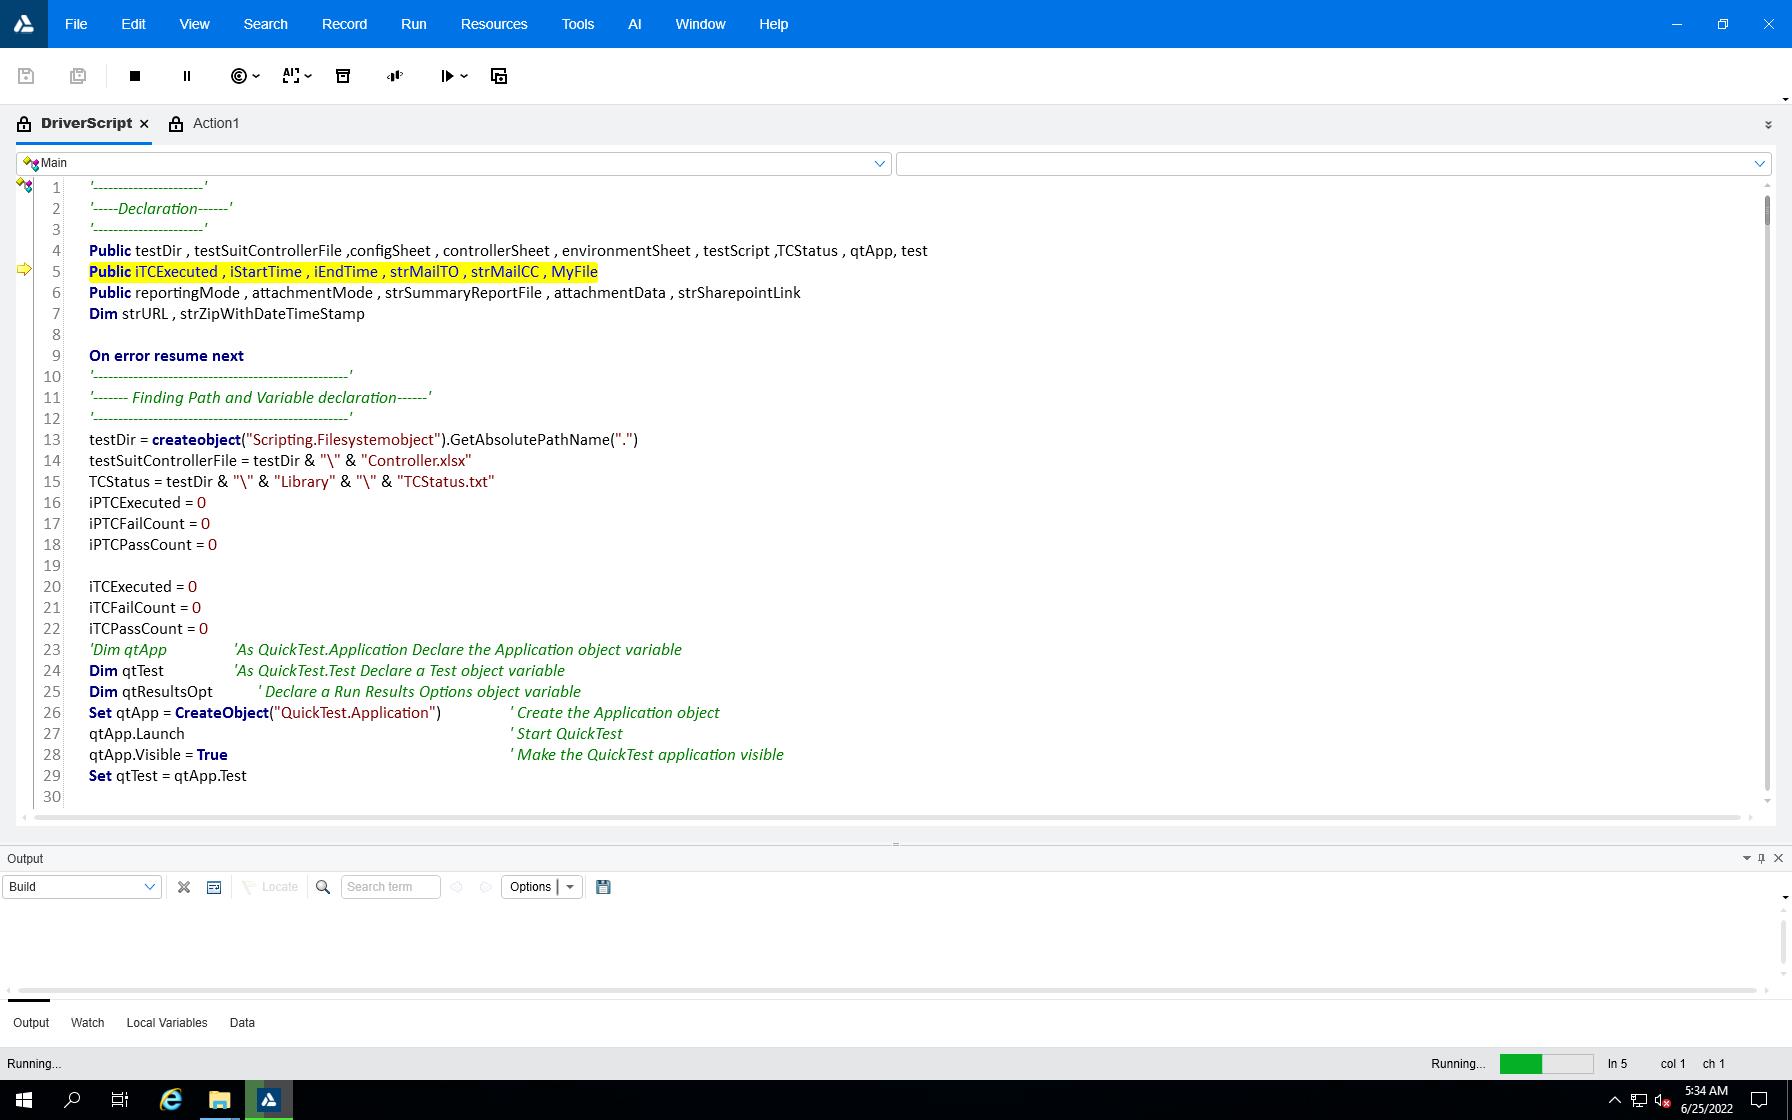 File Edit View Search Record Run Resources Tools AI Window Help
AI
DriverScript Action1
Main
1 '----------------------'
2 '-----Declaration------'
3 '----------------------'
4 Public testDir , testSuitControllerFile ,configSheet , controllerSheet , environmentSheet , testScript ,TCStatus , qtApp, test
5 Public iTCExecuted , iStartTime , iEndTime , strMailTO , strMailCC , MyFile
6 Public reportingMode , attachmentMode , strSummaryReportFile , attachmentData , strSharepointLink
7 Dim strURL , strZipWithDateTimeStamp
8
9 On error resume next
10 '---------------------------------------------------'
11 '------- Finding Path and Variable declaration------'
12 '---------------------------------------------------'
13 testDir = createobject("Scripting.Filesystemobject").GetAbsolutePathName(".")
14 testSuitControllerFile = testDir & "\" & "Controller.xlsx"
15 TCStatus = testDir & "\" & "Library" & "\" & "TCStatus.txt"
16 iPTCExecuted = 0
17 iPTCFailCount = 0
18 iPTCPassCount = 0
19
20 iTCExecuted = 0
21 iTCFailCount = 0
22 iTCPassCount = 0
23 'Dim qtApp 'As QuickTest.Application Declare the Application object variable
24 Dim qtTest 'As QuickTest.Test Declare a Test object variable
25 Dim qtResultsOpt ' Declare a Run Results Options object variable
26 Set qtApp = CreateObject("QuickTest.Application") ' Create the Application object
27 qtApp.Launch ' Start QuickTest
28 qtApp.Visible = True ' Make the QuickTest application visible
29 Set qtTest = qtApp.Test
30
Output
Build Locate Search term Options
Output Watch Local Variables Data
Running... Running... ln 5 col 1 ch 1
5:34 AM
6/25/2022